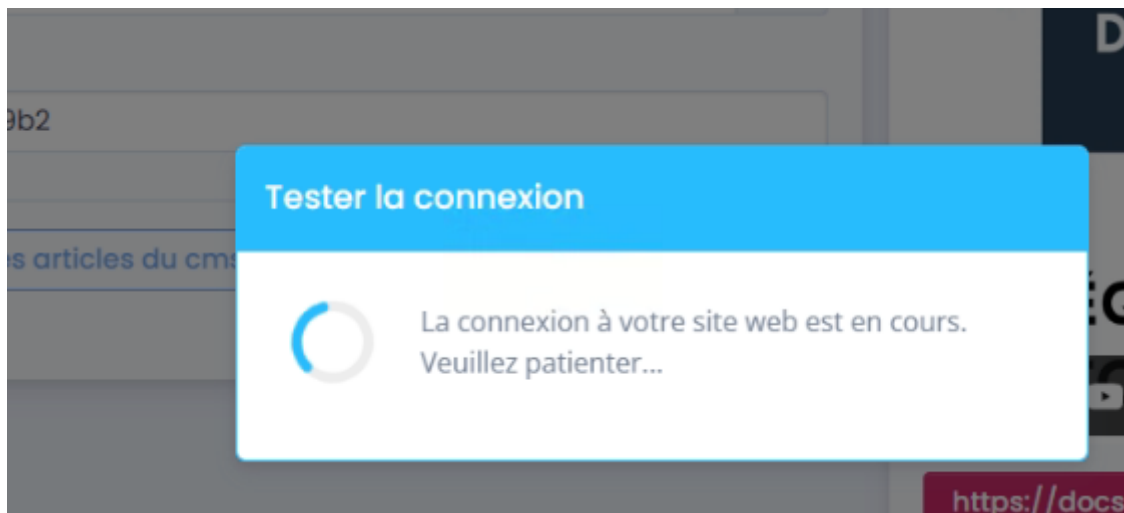 D
9b2
Tester la connexion
s articles du cms
La connexion à votre site web est en cours.
Veuillez patienter...
ÉG
https://docs